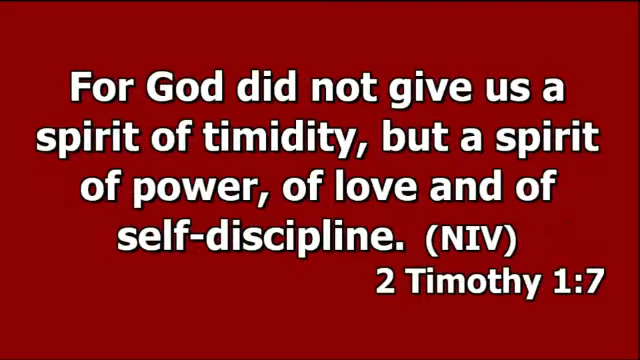 For God did not give us a
spirit of timidity, but a spirit
of power, of love and of
self-discipline. (NIV)
2 Timothy 1:7